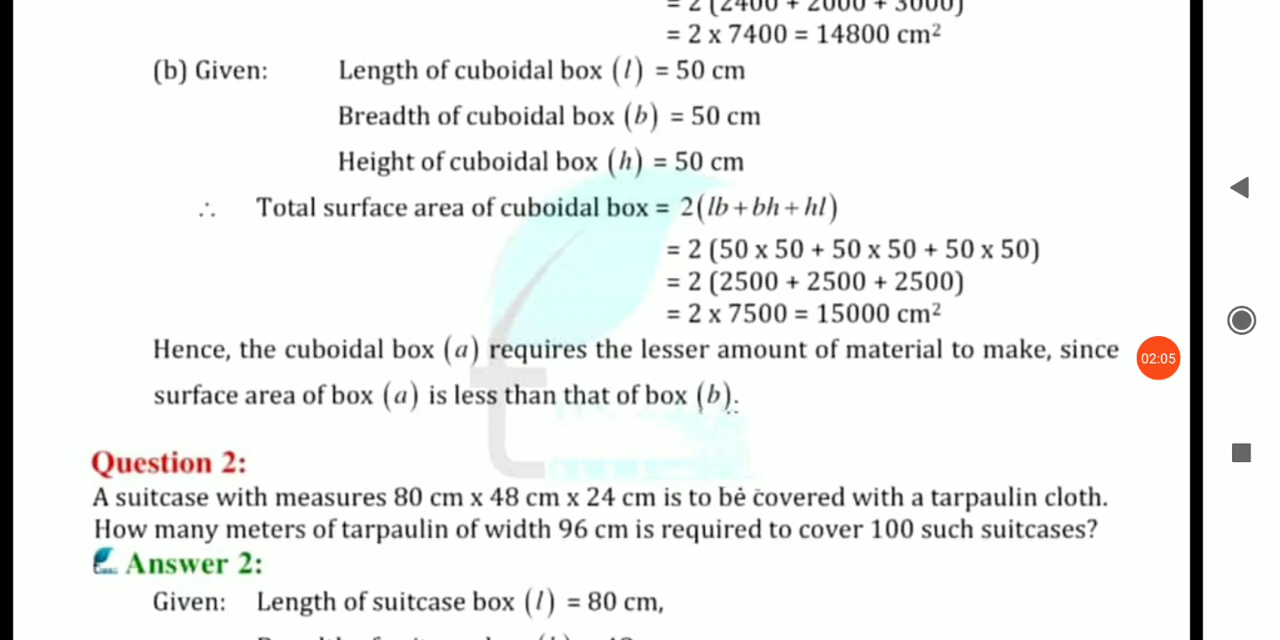 = 2 (2400 + 2000 + 3000)
= 2 x 7400 = 14800 cm²
(b) Given: Length of cuboidal box (l) = 50 cm
Breadth of cuboidal box (b) = 50 cm
Height of cuboidal box (h) = 50 cm
∴ Total surface area of cuboidal box = 2(lb + bh + hl)
= 2 (50 x 50 + 50 x 50 + 50 x 50)
= 2 (2500 + 2500 + 2500)
= 2 x 7500 = 15000 cm²
Hence, the cuboidal box (a) requires the lesser amount of material to make, since
02:05
surface area of box (a) is less than that of box (b).
Question 2:
A suitcase with measures 80 cm x 48 cm x 24 cm is to be covered with a tarpaulin cloth.
How many meters of tarpaulin of width 96 cm is required to cover 100 such suitcases?
Answer 2:
Given: Length of suitcase box (l) = 80 cm,